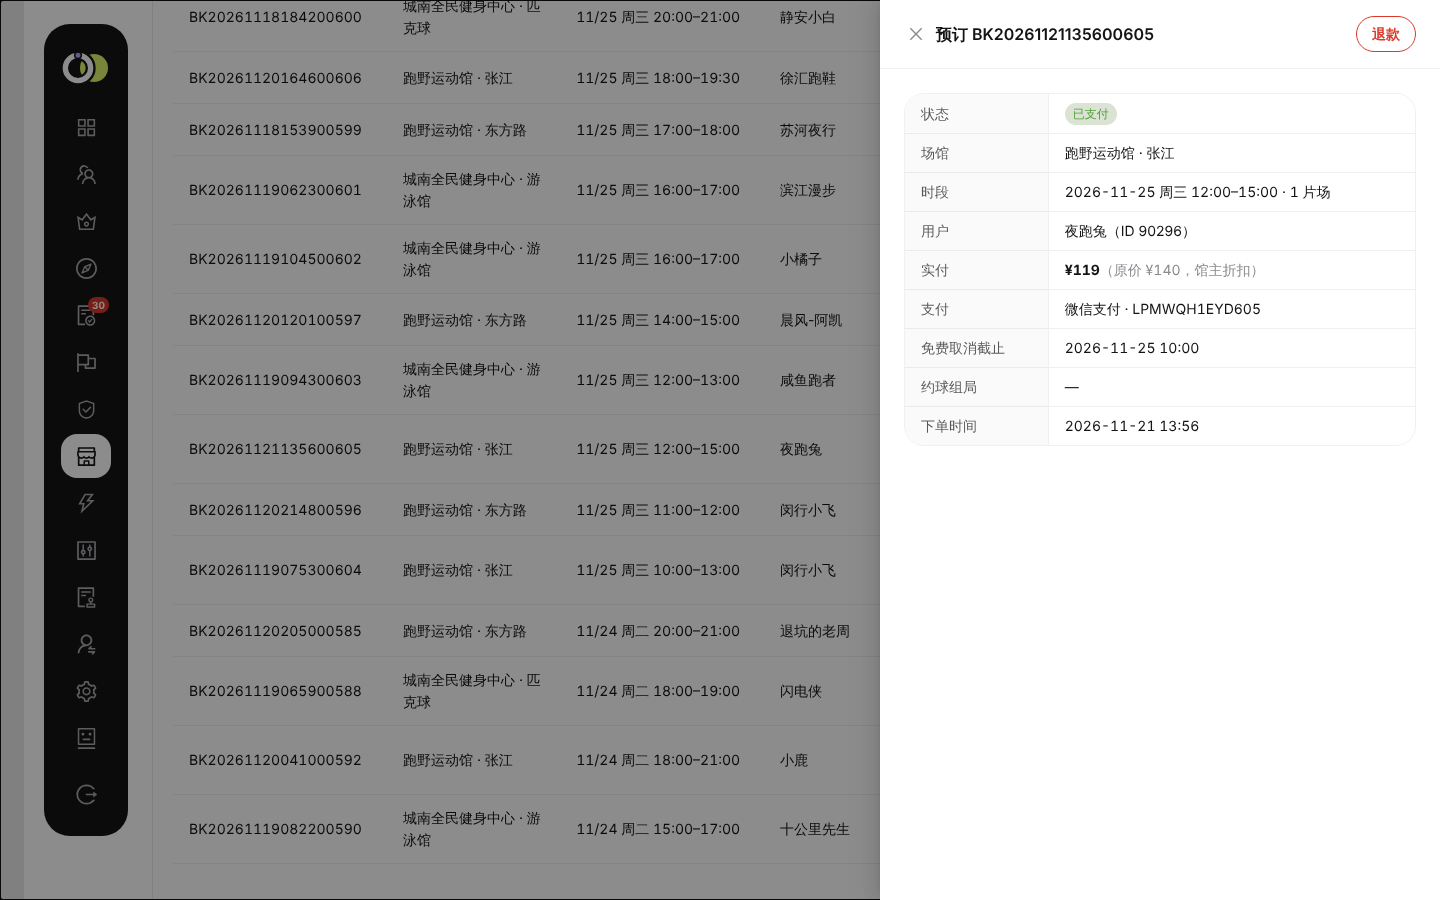 30
BK20261118184200600 城南全民健身中心 · 匹 11/25 周三 20:00–21:00 静安小白
克球
BK20261120164600606 跑野运动馆 · 张江 11/25 周三 18:00–19:30 徐汇跑鞋
BK20261118153900599 跑野运动馆 · 东方路 11/25 周三 17:00–18:00 苏河夜行
BK20261119062300601 城南全民健身中心 · 游 11/25 周三 16:00–17:00 滨江漫步
泳馆
BK20261119104500602 城南全民健身中心 · 游 11/25 周三 16:00–17:00 小橘子
泳馆
BK20261120120100597 跑野运动馆 · 东方路 11/25 周三 14:00–15:00 晨风-阿凯
BK20261119094300603 城南全民健身中心 · 游 11/25 周三 12:00–13:00 咸鱼跑者
泳馆
BK20261121135600605 跑野运动馆 · 张江 11/25 周三 12:00–15:00 夜跑兔
BK20261120214800596 跑野运动馆 · 东方路 11/25 周三 11:00–12:00 闵行小飞
BK20261119075300604 跑野运动馆 · 张江 11/25 周三 10:00–13:00 闵行小飞
BK20261120205000585 跑野运动馆 · 东方路 11/24 周二 20:00–21:00 退坑的老周
BK20261119065900588 城南全民健身中心 · 匹 11/24 周二 18:00–19:00 闪电侠
克球
BK20261120041000592 跑野运动馆 · 张江 11/24 周二 18:00–21:00 小鹿
BK20261119082200590 城南全民健身中心 · 游 11/24 周二 15:00–17:00 十公里先生
泳馆
预订 BK20261121135600605 退款
状态 已支付
场馆 跑野运动馆 · 张江
时段 2026-11-25 周三 12:00–15:00 · 1 片场
用户 夜跑兔（ID 90296）
实付 ¥119（原价 ¥140，馆主折扣）
支付 微信支付 · LPMWQH1EYD605
免费取消截止 2026-11-25 10:00
约球组局 —
下单时间 2026-11-21 13:56